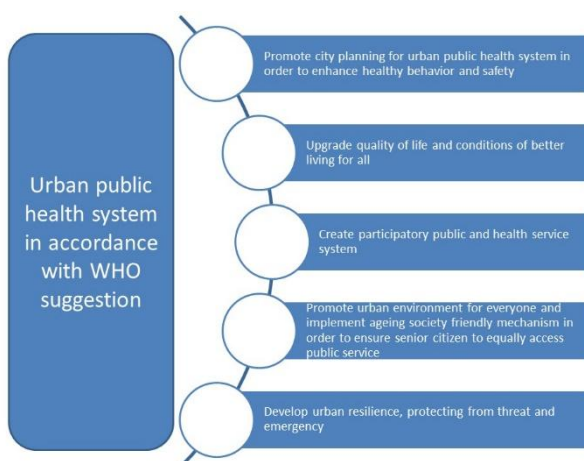 Urban public
health system
in accordance
with WHO
suggestion
Promote city planning for urban public health system in
order to enhance healthy behavior and safety
Upgrade quality of life and conditions of better
living for all
Create participatory public and health service
system
Promote urban environment for everyone and
implement ageing society friendly mechanism in
order to ensure senior citizen to equally access
public service
Develop urban resilience, protecting from threat and
emergency